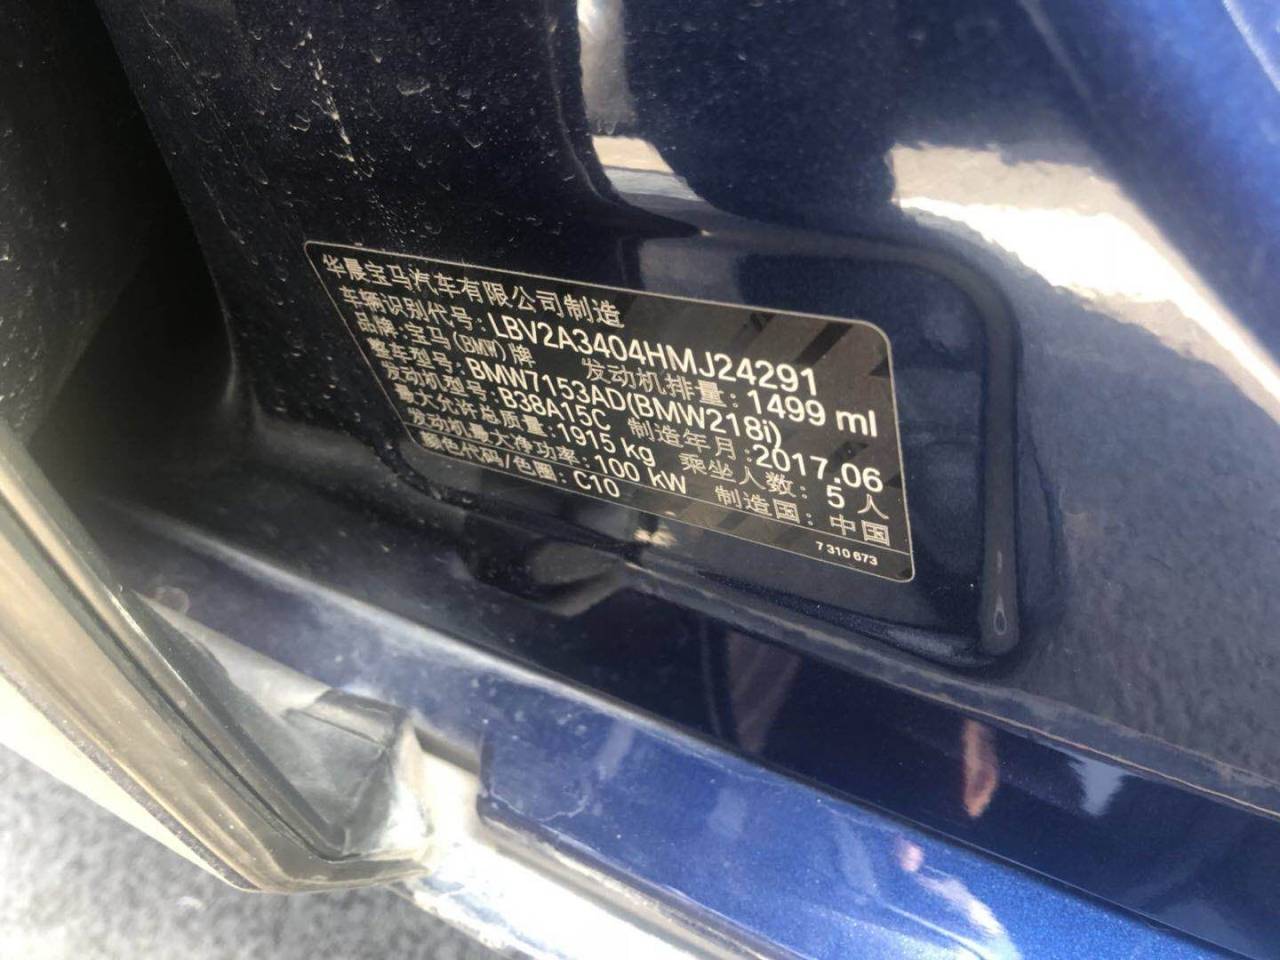 华晨宝马汽车有限公司制造
车辆识别代号: LBV2A3404HMJ24291
品牌: 宝马(BMW)牌 发动机排量: 1499 ml
整车型号: BMW7153AD(BMW218i)
发动机型号: B38A15C 制造年月: 2017.06
最大允许总质量: 1915 kg 乘坐人数: 5 人
发动机最大净功率: 100 kW 制造国: 中国
颜色代码/色圈: C10
7 310 673